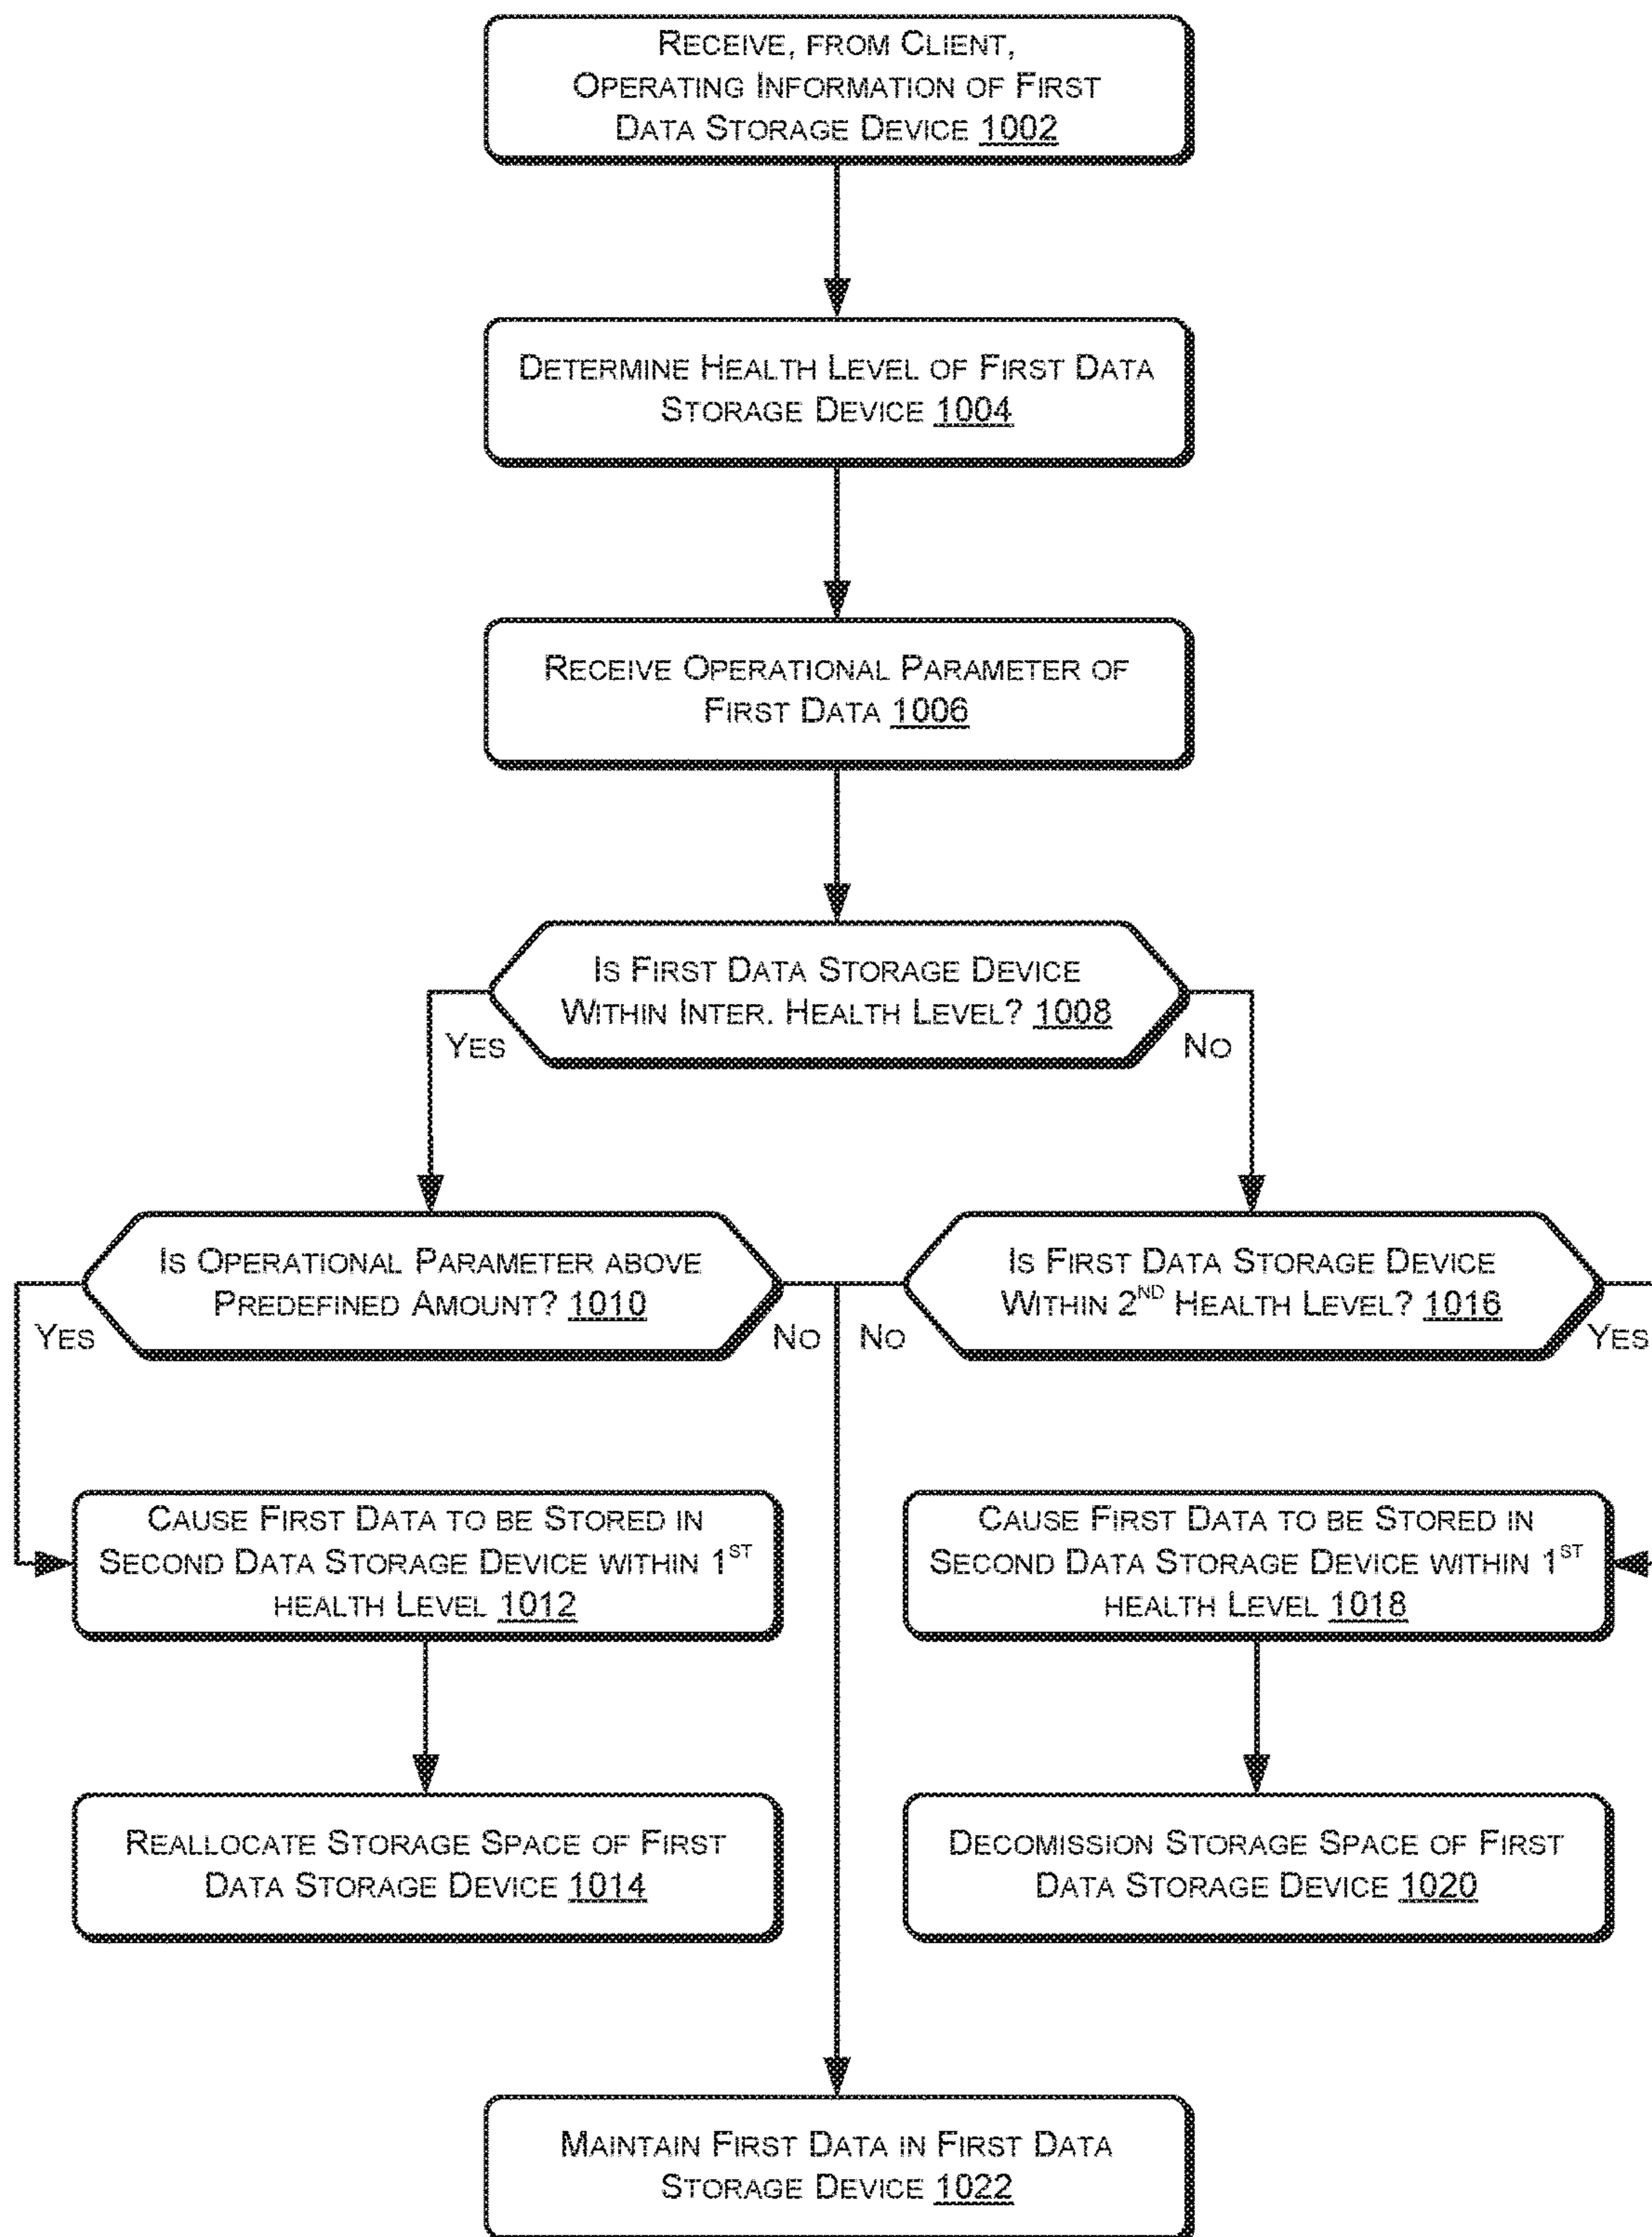 RECEIVE, FROM CLIENT,
OPERATING INFORMATION OF FIRST
DATA STORAGE DEVICE 1002
DETERMINE HEALTH LEVEL OF FIRST DATA
STORAGE DEVICE 1004
RECEIVE OPERATIONAL PARAMETER OF
FIRST DATA 1006
IS FIRST DATA STORAGE DEVICE
WITHIN INTER. HEALTH LEVEL? 1008
YES
NO
IS OPERATIONAL PARAMETER ABOVE
PREDEFINED AMOUNT? 1010
YES
NO
IS FIRST DATA STORAGE DEVICE
WITHIN 2ND HEALTH LEVEL? 1016
NO
YES
CAUSE FIRST DATA TO BE STORED IN
SECOND DATA STORAGE DEVICE WITHIN 1ST
HEALTH LEVEL 1012
CAUSE FIRST DATA TO BE STORED IN
SECOND DATA STORAGE DEVICE WITHIN 1ST
HEALTH LEVEL 1018
REALLOCATE STORAGE SPACE OF FIRST
DATA STORAGE DEVICE 1014
DECOMISSION STORAGE SPACE OF FIRST
DATA STORAGE DEVICE 1020
MAINTAIN FIRST DATA IN FIRST DATA
STORAGE DEVICE 1022